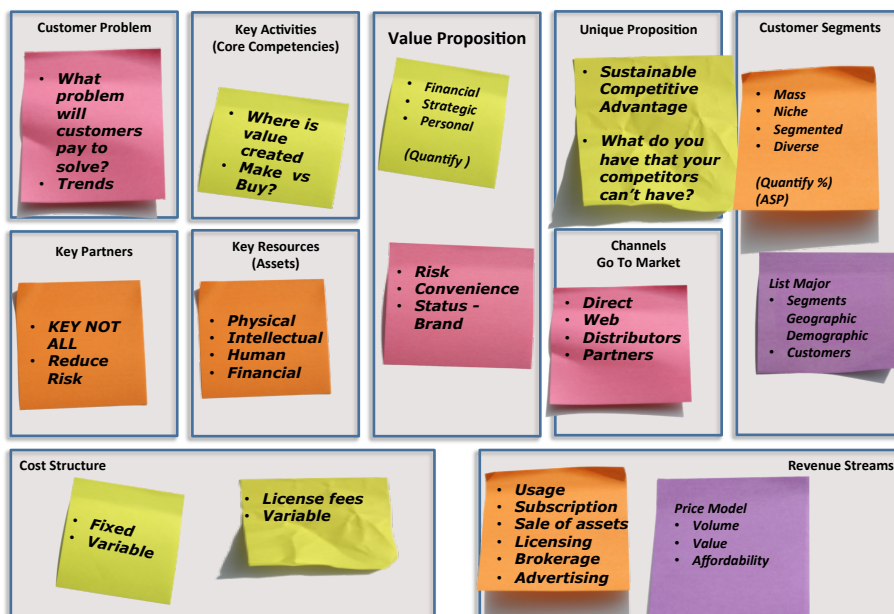 Customer Problem
• What
problem
will
customers
pay to
solve?
• Trends
Key Activities
(Core Competencies)
• Where is
value
created
• Make vs
Buy?
Value Proposition
• Financial
• Strategic
• Personal
(Quantify )
• Risk
• Convenience
• Status -
Brand
Unique Proposition
• Sustainable
Competitive
Advantage
• What do you
have that your
competitors
can’t have?
Customer Segments
• Mass
• Niche
• Segmented
• Diverse
(Quantify %)
(ASP)
List Major
• Segments
Geographic
Demographic
• Customers
Key Partners
• KEY NOT
ALL
• Reduce
Risk
Key Resources
(Assets)
• Physical
• Intellectual
• Human
• Financial
Channels
Go To Market
• Direct
• Web
• Distributors
• Partners
Cost Structure
• Fixed
• Variable
• License fees
• Variable
Revenue Streams
• Usage
• Subscription
• Sale of assets
• Licensing
• Brokerage
• Advertising
Price Model
• Volume
• Value
• Affordability